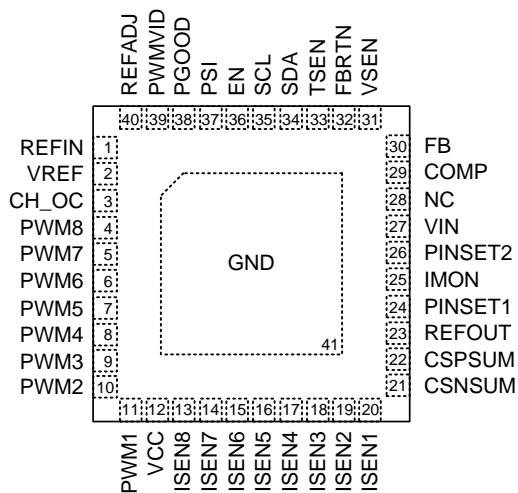 REFADJ
PWMVID
PGOOD
PSI
EN
SCL
SDA
TSEN
FBRTN
VSEN
40 39 38 37 36 35 34 33 32 31
REFIN 1
VREF 2
CH_OC 3
PWM8 4
PWM7 5
PWM6 6
PWM5 7
PWM4 8
PWM3 9
PWM2 10
GND
41
30 FB
29 COMP
28 NC
27 VIN
26 PINSET2
25 IMON
24 PINSET1
23 REFOUT
22 CSPSUM
21 CSNSUM
11 12 13 14 15 16 17 18 19 20
PWM1
VCC
ISEN8
ISEN7
ISEN6
ISEN5
ISEN4
ISEN3
ISEN2
ISEN1